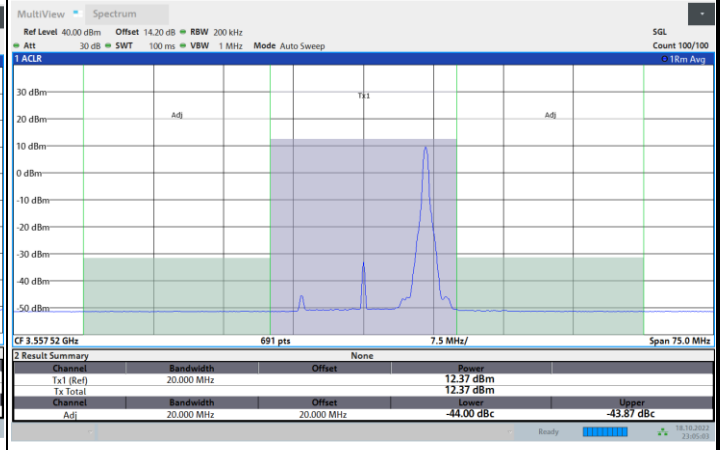 MultiView Spectrum
Ref Level 40.00 dBm Offset 14.20 dB RBW 200 kHz SGL
Att 30 dB SWT 100 ms VBW 1 MHz Mode Auto Sweep Count 100/100
1 ACLR 1Rm Avg
30 dBm
Tx1
20 dBm
Adj Adj
10 dBm
0 dBm
-10 dBm
-20 dBm
-30 dBm
-40 dBm
-50 dBm
CF 3.557 52 GHz 691 pts 7.5 MHz/ Span 75.0 MHz
2 Result Summary None
Channel Bandwidth Offset Power
Tx1 (Ref) 20.000 MHz 12.37 dBm
Tx Total 12.37 dBm
Channel Bandwidth Offset Lower Upper
Adj 20.000 MHz 20.000 MHz -44.00 dBc -43.87 dBc
Ready 18.10.2022
23:05:03